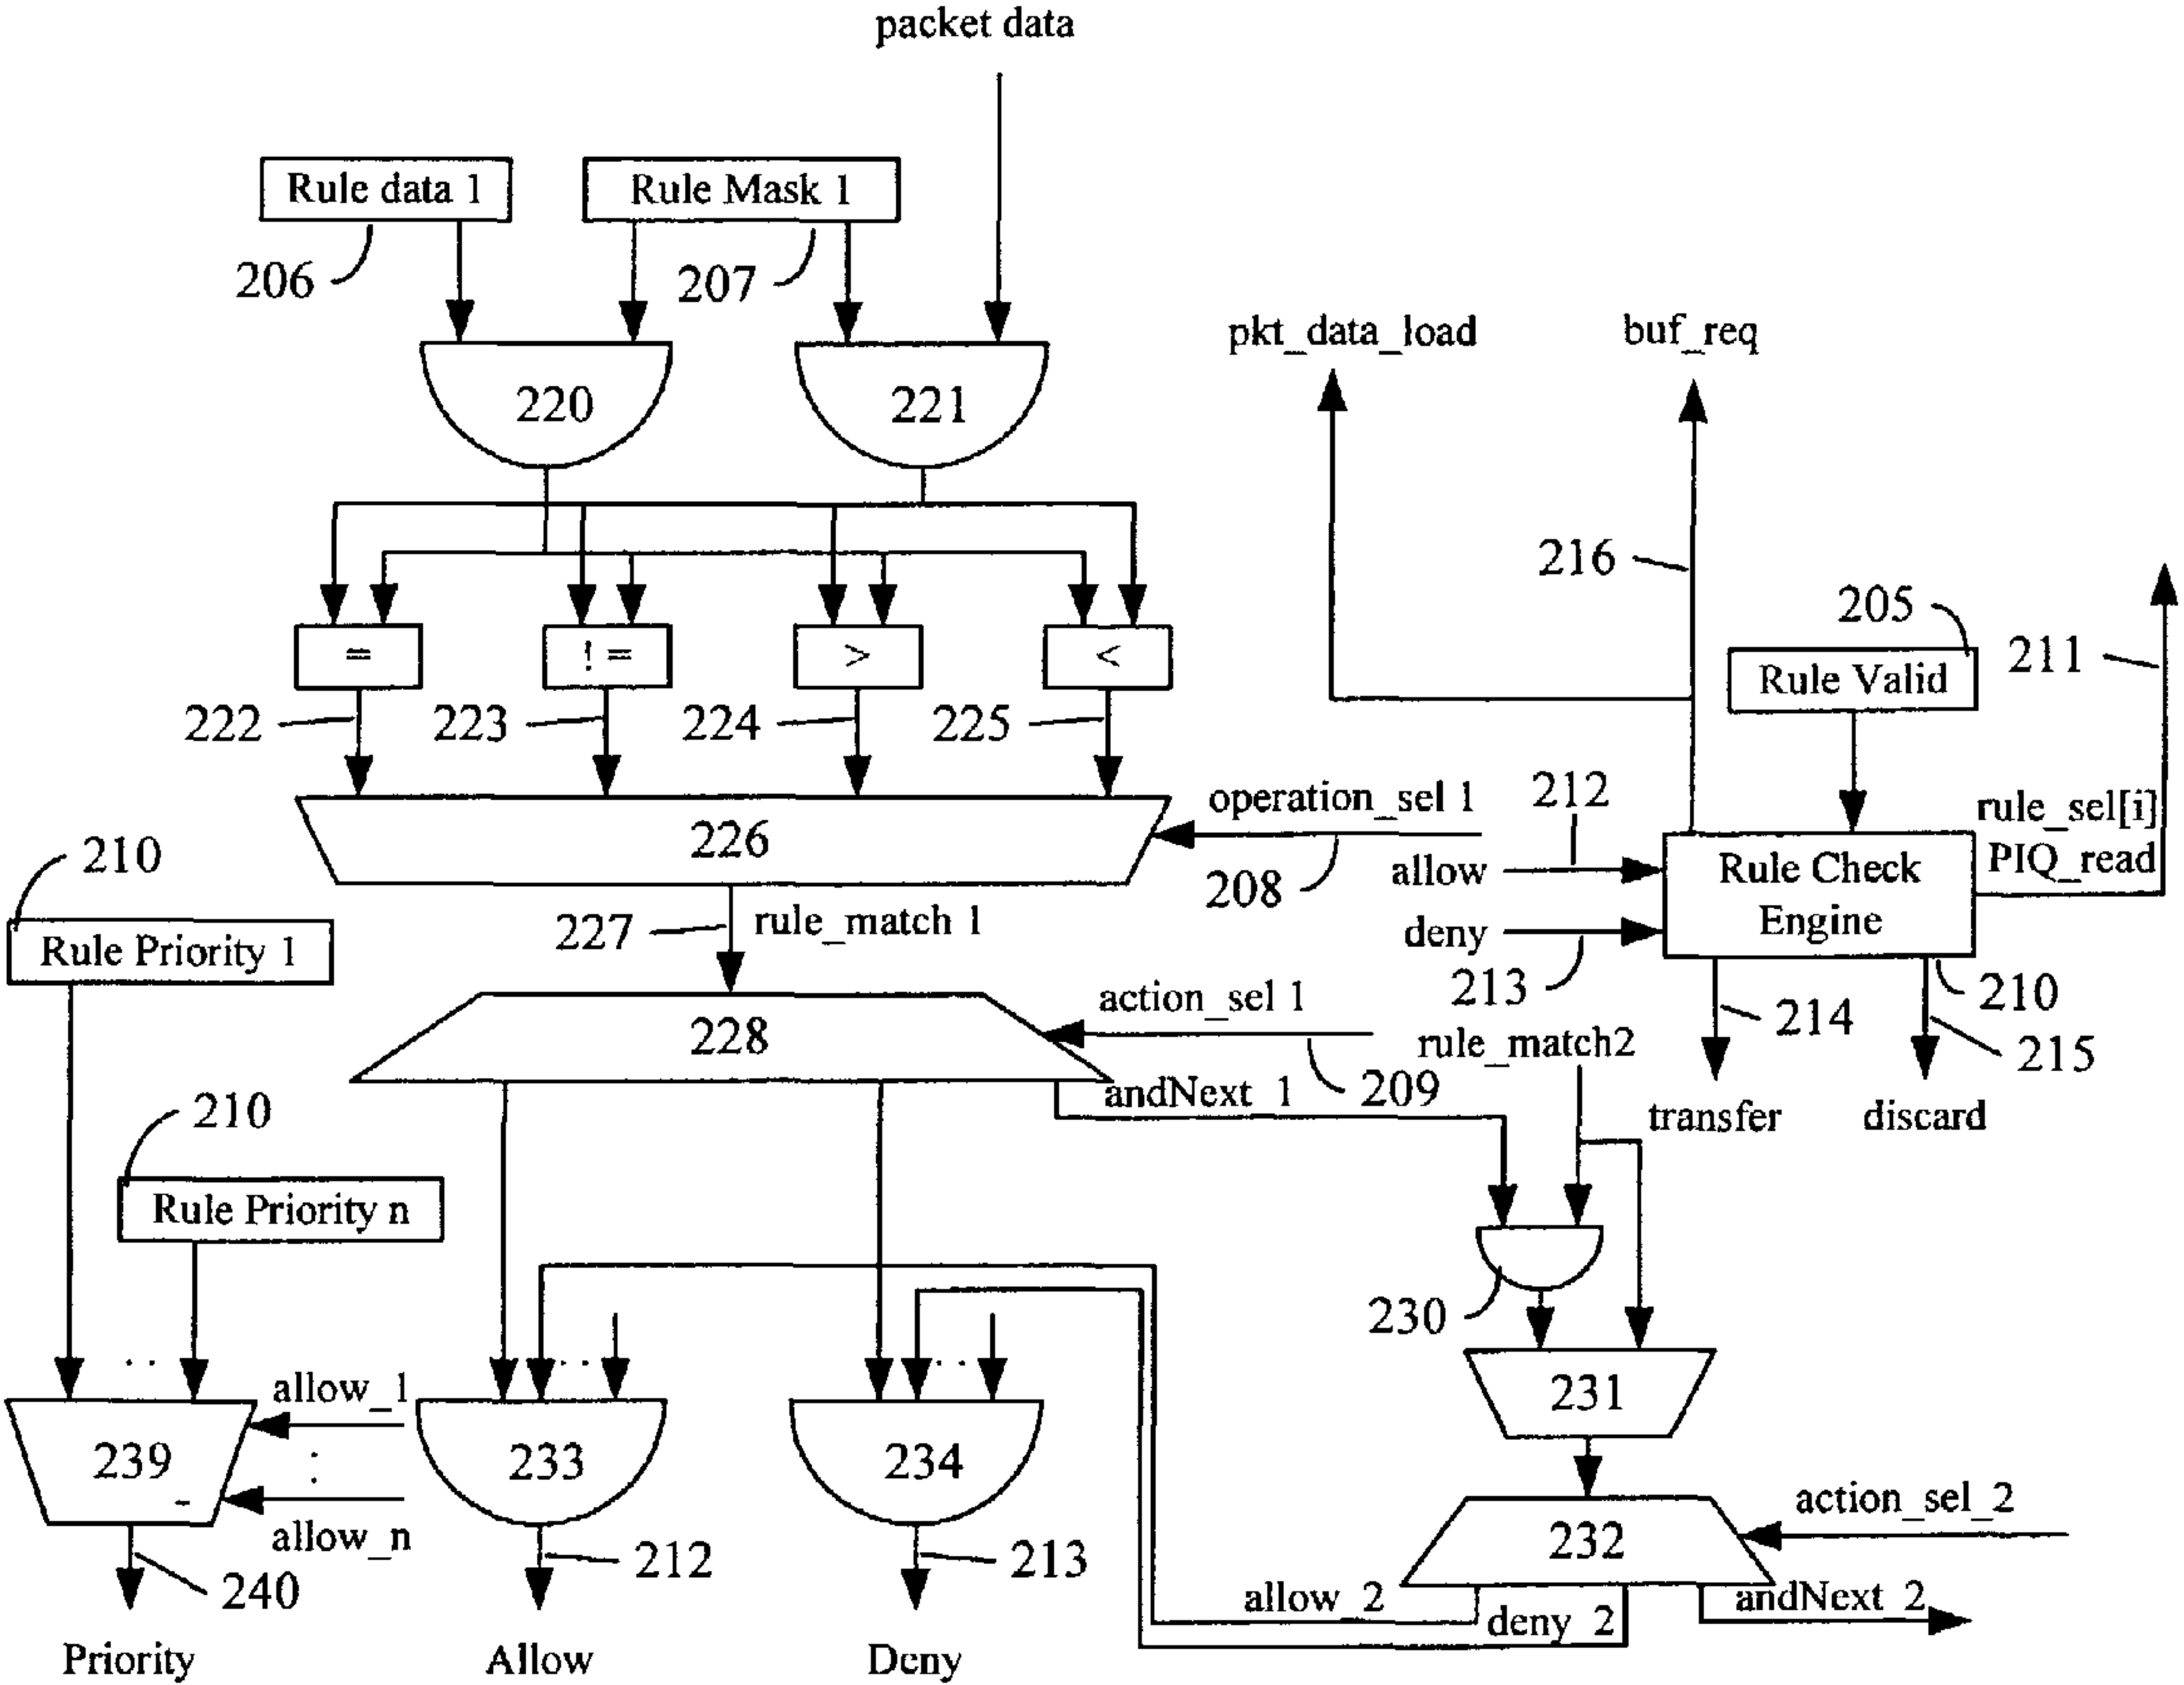 packet data
Rule data 1
Rule Mask 1
206
207
pkt_data_load
buf_req
220
221
216
205
211
= 
! =
>
<
Rule Valid
222
223
224
225
operation_sel 1
212
rule_sel[i]
226
208
allow
Rule Check
Engine
PIQ_read
210
227
rule_match 1
deny
Rule Priority 1
213
210
214
215
action_sel 1
228
rule_match2
209
andNext_1
transfer
discard
210
Rule Priority n
230
. .
. .
. .
allow_1
231
239
:
233
234
-
allow_n
action_sel_2
232
240
212
213
allow_2
deny_2
andNext_2
Priority
Allow
Deny